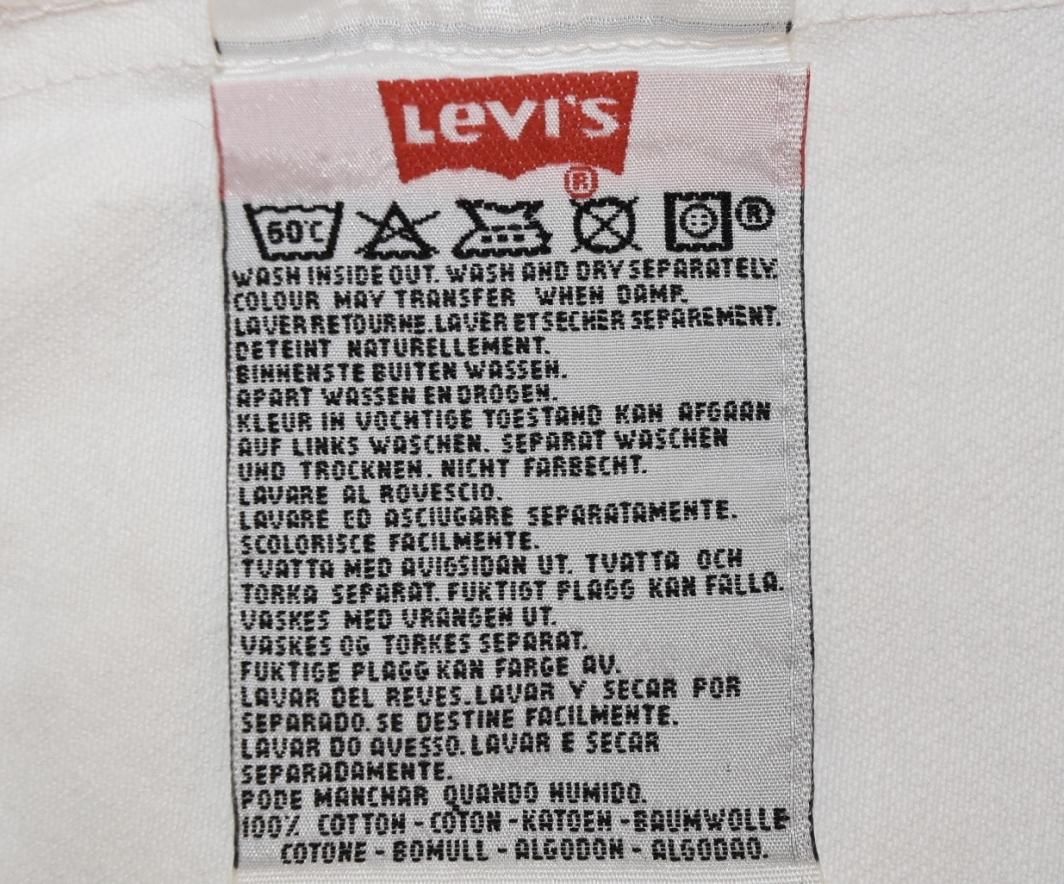 Levi's
®
60°C ®
WASH INSIDE OUT. WASH AND DRY SEPARATELY.
COLOUR MAY TRANSFER WHEN DAMP.
LAVER RETOURNE. LAVER ET SECHER SEPAREMENT.
DETEINT NATURELLEMENT.
BINNENSTE BUITEN WASSEN.
APART WASSEN EN DROGEN.
KLEUR IN VOCHTIGE TOESTAND KAN AFGAAN
AUF LINKS WASCHEN. SEPARAT WASCHEN
UND TROCKNEN. NICHT FARBECHT.
LAVARE AL ROVESCIO.
LAVARE ED ASCIUGARE SEPARATAMENTE.
SCOLORISCE FACILMENTE.
TVATTA MED AVIGSIDAN UT. TVATTA OCH
TORKA SEPARAT. FUKTIGT PLAGG KAN FALLA.
VASKES MED VRANGEN UT.
VASKES OG TORKES SEPARAT.
FUKTIGE PLAGG KAN FARGE AV.
LAVAR DEL REVES. LAVAR Y SECAR POR
SEPARADO. SE DESTINE FACILMENTE.
LAVAR DO AVESSO. LAVAR E SECAR
SEPARADAMENTE.
PODE MANCHAR QUANDO HUMIDO.
100% COTTON - COTON - KATOEN - BAUMWOLLE
COTONE - BOMULL - ALGODON - ALGODAO.